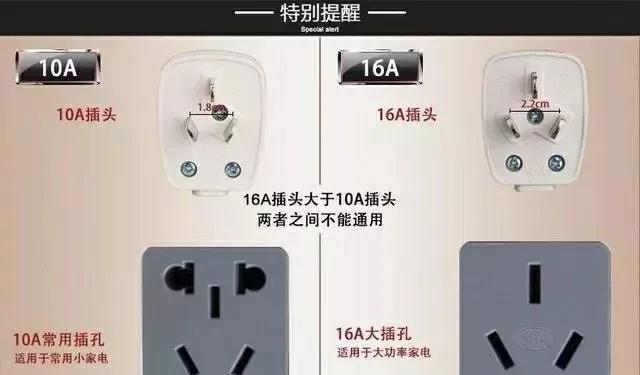 特别提醒
Special alert
10A
16A
10A插头
1.8cm
16A插头
2.2cm
16A插头大于10A插头
两者之间不能通用
10A常用插孔
适用于常用小家电
16A大插孔
适用于大功率家电
16A